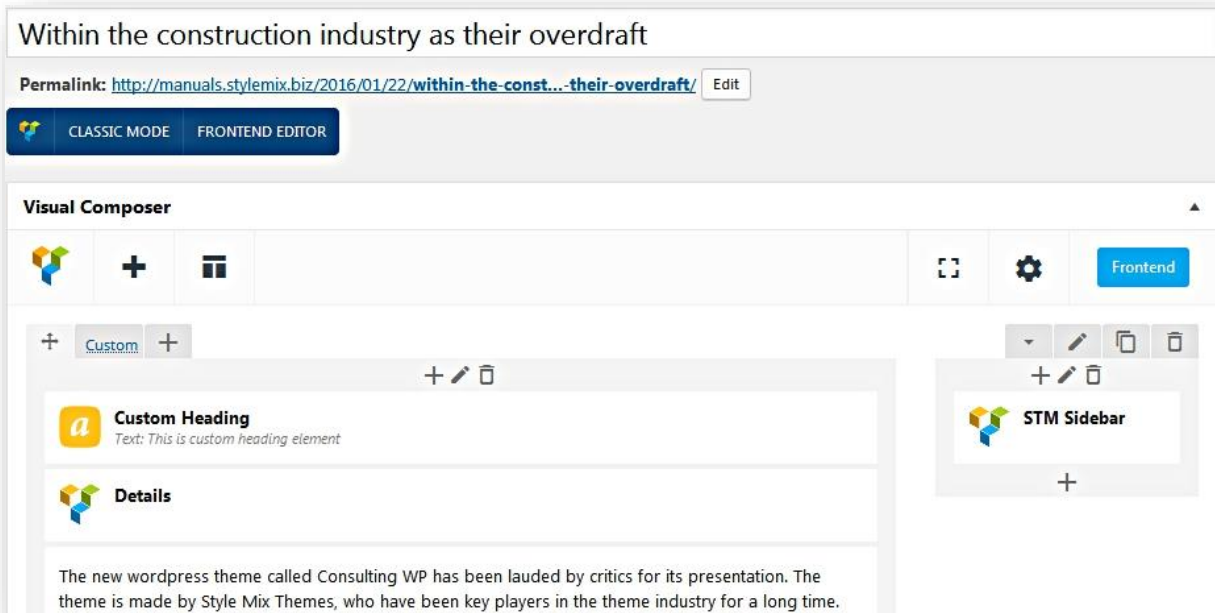 Within the construction industry as their overdraft
Permalink: http://manuals.stylemix.biz/2016/01/22/within-the-const...-their-overdraft/ Edit
CLASSIC MODE FRONTEND EDITOR
Visual Composer
Frontend
Custom
Custom Heading
Text: This is custom heading element
STM Sidebar
Details
The new wordpress theme called Consulting WP has been lauded by critics for its presentation. The
theme is made by Style Mix Themes, who have been key players in the theme industry for a long time.